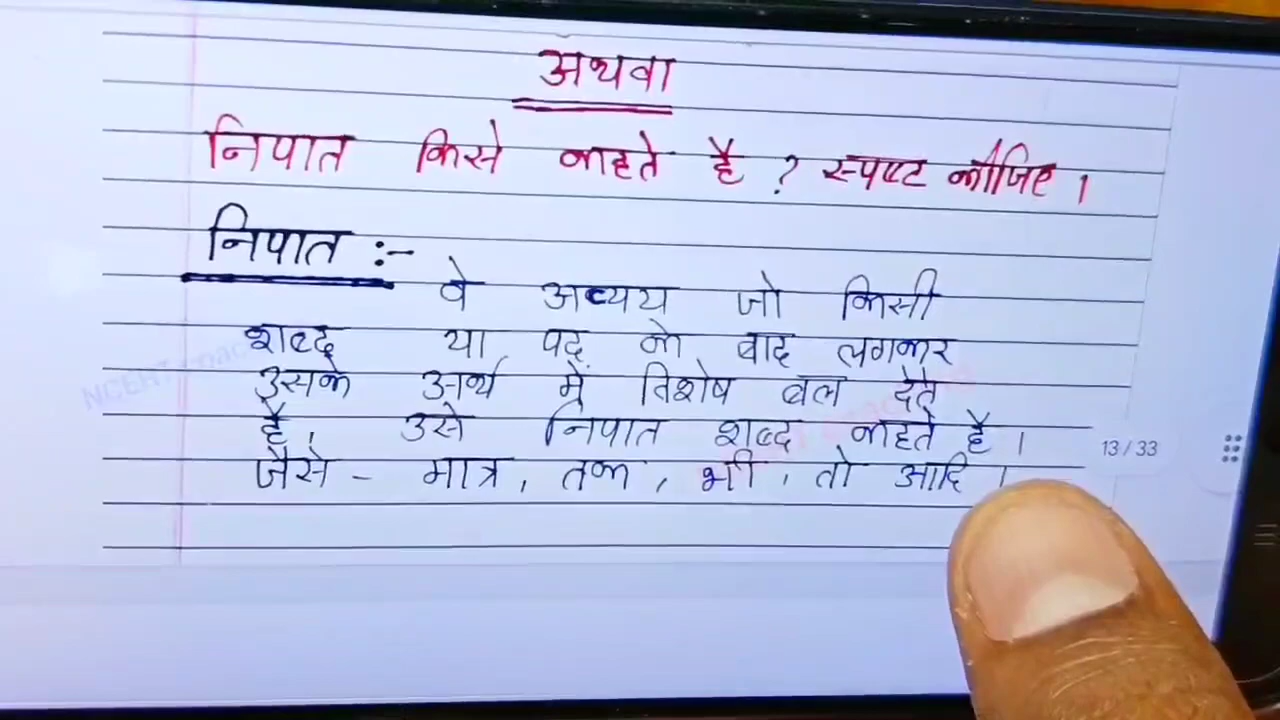 अथवा
निपात किसे कहते है ? स्पष्ट कीजिए ।
निपात :-
वे अव्यय जो किसी
शब्द या पद के बाद लगकर
उसके अर्थ में विशेष बल देते
है, उसे निपात शब्द कहते है ।
जैसे - मात्र, तक, भी, तो आदि ।
13/33